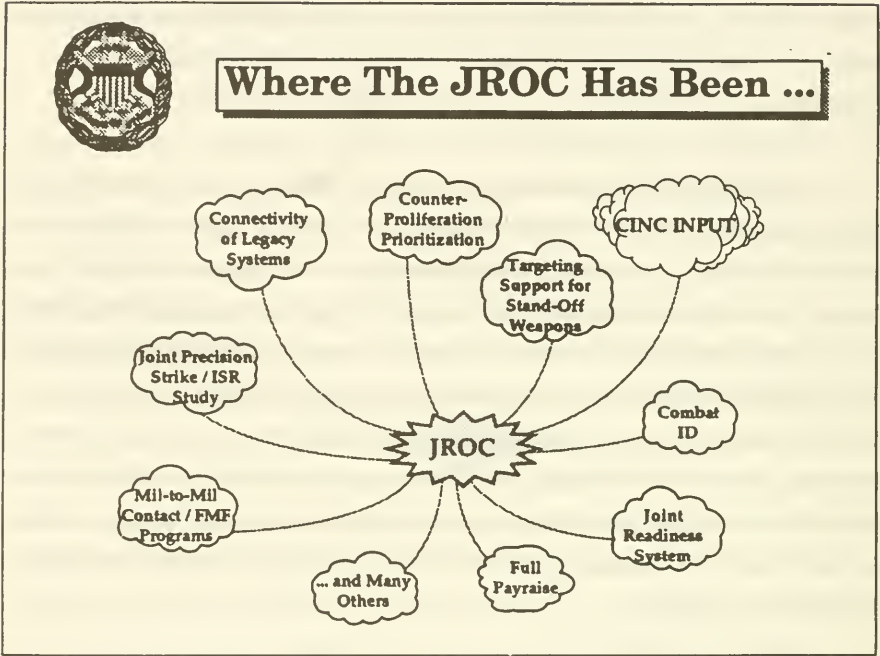 Where The JROC Has Been ...
Connectivity
of Legacy
Systems
Counter-
Proliferation
Prioritization
CINC INPUT
Targeting
Support for
Stand-Off
Weapons
Joint Precision
Strike / ISR
Study
Combat
ID
JROC
Mil-to-Mil
Contact / FMF
Programs
Joint
Readiness
System
... and Many
Others
Full
Payraise